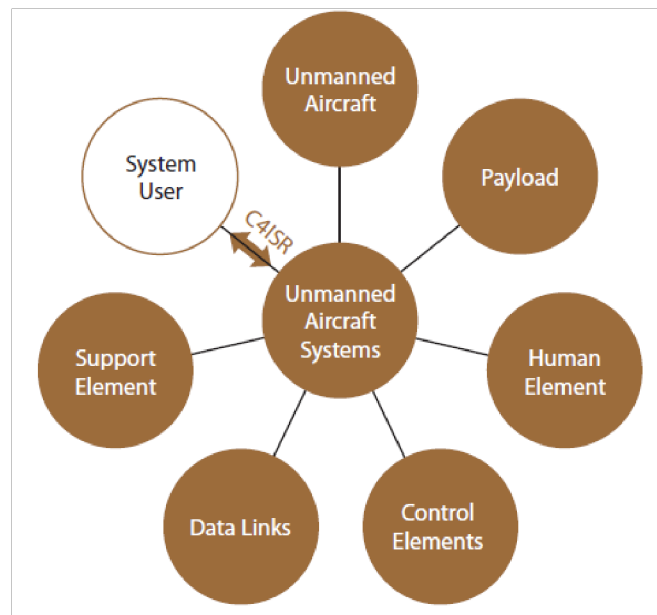 Unmanned
Aircraft
System
User
Payload
C4ISR
Unmanned
Aircraft
Systems
Support
Element
Human
Element
Data Links
Control
Elements